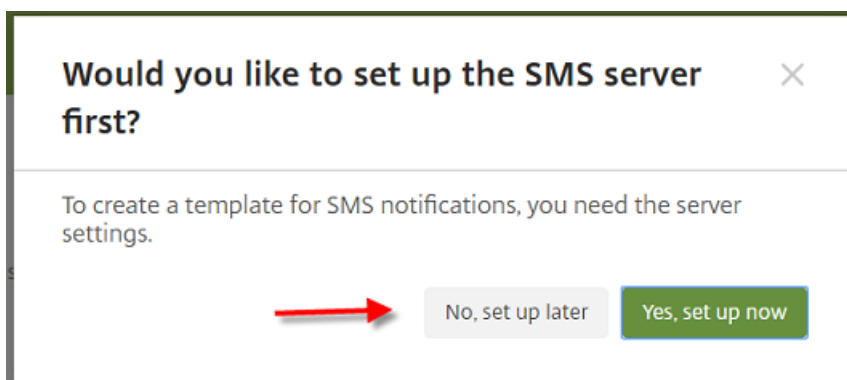 Would you like to set up the SMS server
first?
To create a template for SMS notifications, you need the server
settings.
No, set up later
Yes, set up now